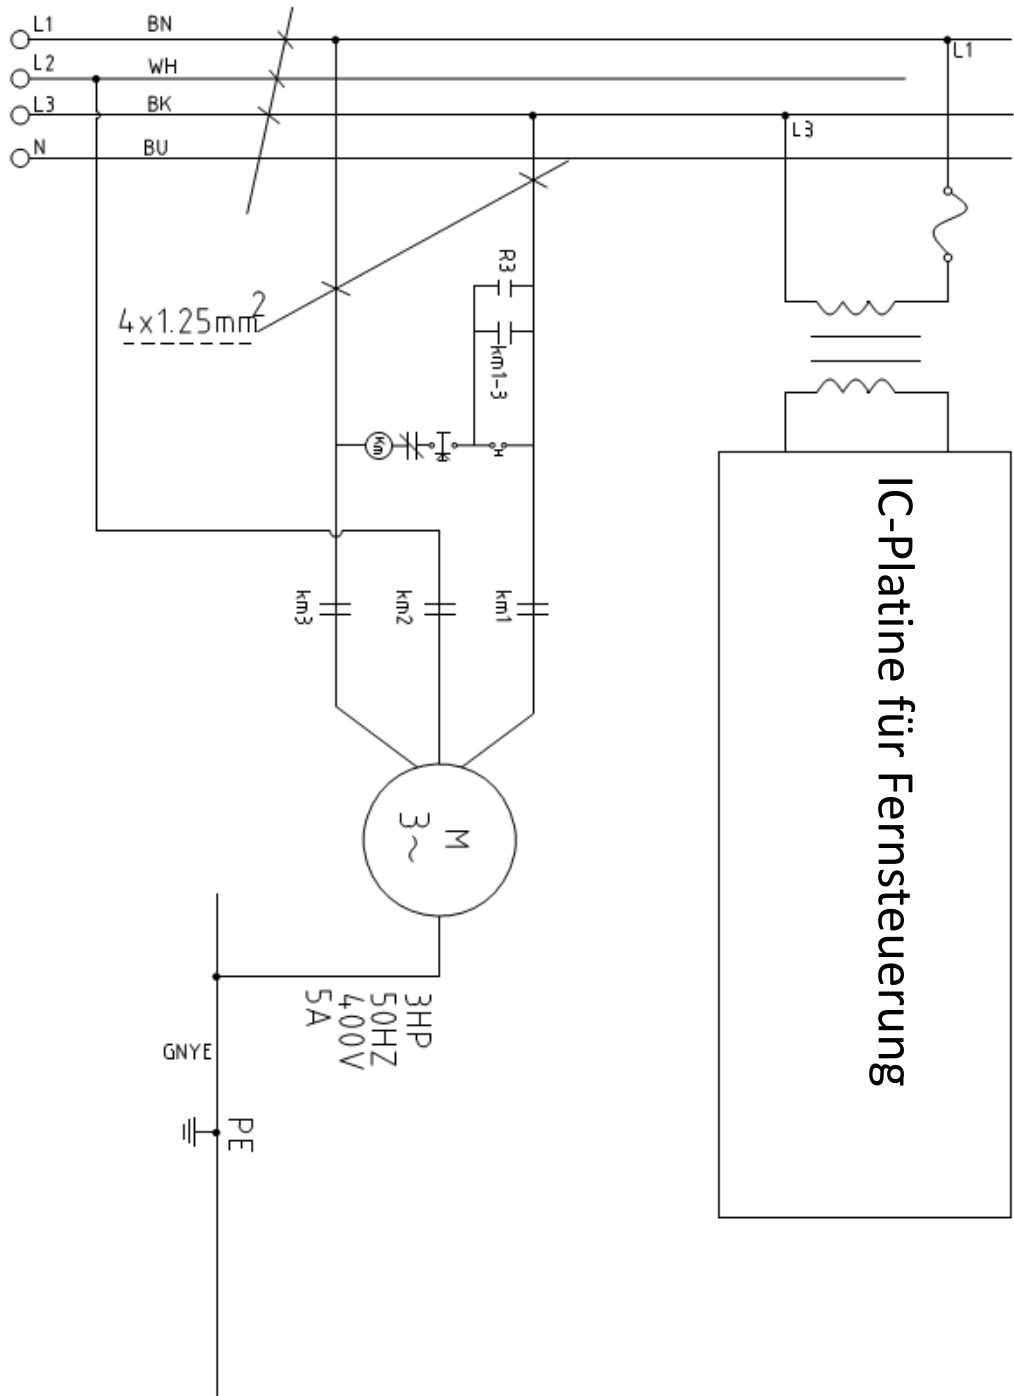 L1 BN
L2 WH
L3 BK
N BU
L1
L3
4x1.25mm2
R3
km1-3
Km
km3
km2
km1
M
3~
3HP
50HZ
400V
5A
GNYE
PE
IC-Platine für Fernsteuerung